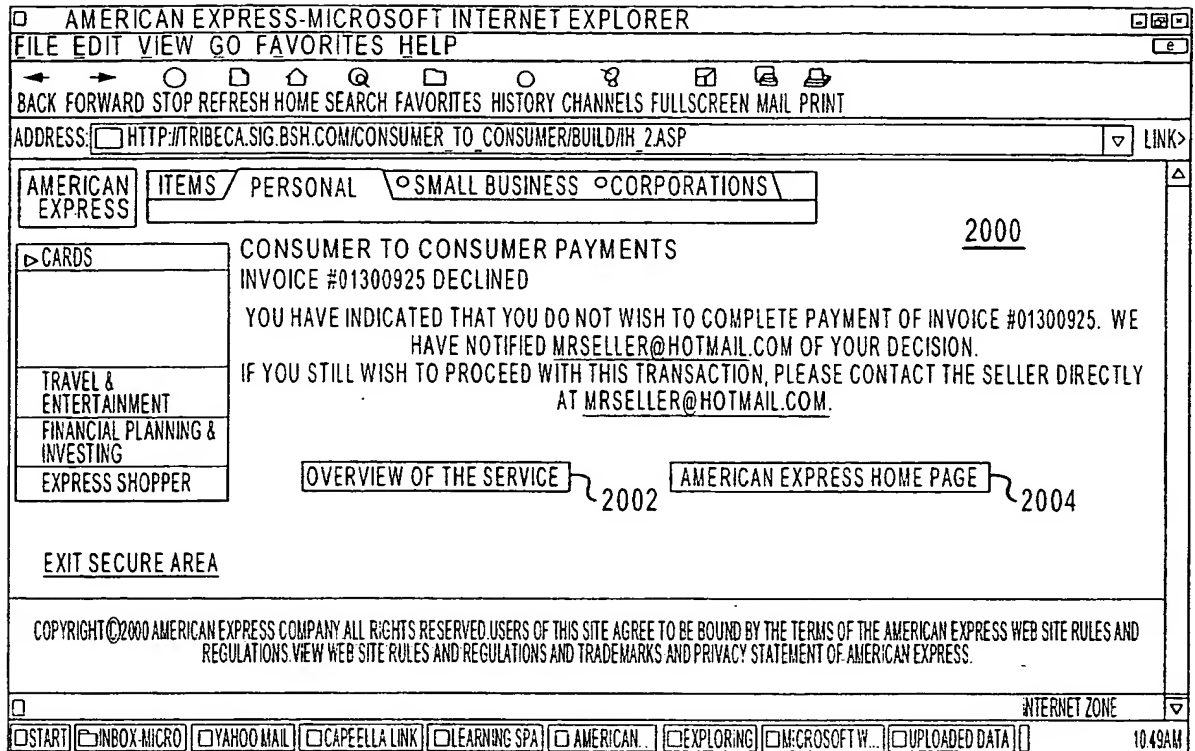 AMERICAN EXPRESS-MICROSOFT INTERNET EXPLORER
FILE EDIT VIEW GO FAVORITES HELP
e
BACK FORWARD STOP REFRESH HOME SEARCH FAVORITES HISTORY CHANNELS FULLSCREEN MAIL PRINT
ADDRESS: HTTP://TRIBECA.SIG.BSH.COM/CONSUMER_TO_CONSUMER/BUILD/IH_2.ASP LINK>
AMERICAN EXPRESS
ITEMS PERSONAL SMALL BUSINESS CORPORATIONS
2000
CARDS
TRAVEL &
ENTERTAINMENT
FINANCIAL PLANNING &
INVESTING
EXPRESS SHOPPER
EXIT SECURE AREA
CONSUMER TO CONSUMER PAYMENTS
INVOICE #01300925 DECLINED
YOU HAVE INDICATED THAT YOU DO NOT WISH TO COMPLETE PAYMENT OF INVOICE #01300925. WE
HAVE NOTIFIED MRSELLER@HOTMAIL.COM OF YOUR DECISION.
IF YOU STILL WISH TO PROCEED WITH THIS TRANSACTION, PLEASE CONTACT THE SELLER DIRECTLY
AT MRSELLER@HOTMAIL.COM.
OVERVIEW OF THE SERVICE 2002 AMERICAN EXPRESS HOME PAGE 2004
COPYRIGHT©2000 AMERICAN EXPRESS COMPANY ALL RIGHTS RESERVED.USERS OF THIS SITE AGREE TO BE BOUND BY THE TERMS OF THE AMERICAN EXPRESS WEB SITE RULES AND
REGULATIONS.VIEW WEB SITE RULES AND REGULATIONS AND TRADEMARKS AND PRIVACY STATEMENT OF AMERICAN EXPRESS.
INTERNET ZONE
START INBOX-MICRO YAHOO MAIL CAPEELLA LINK LEARNING SPA AMERICAN... EXPLORING MICROSOFT W... UPLOADED DATA 10:49AM